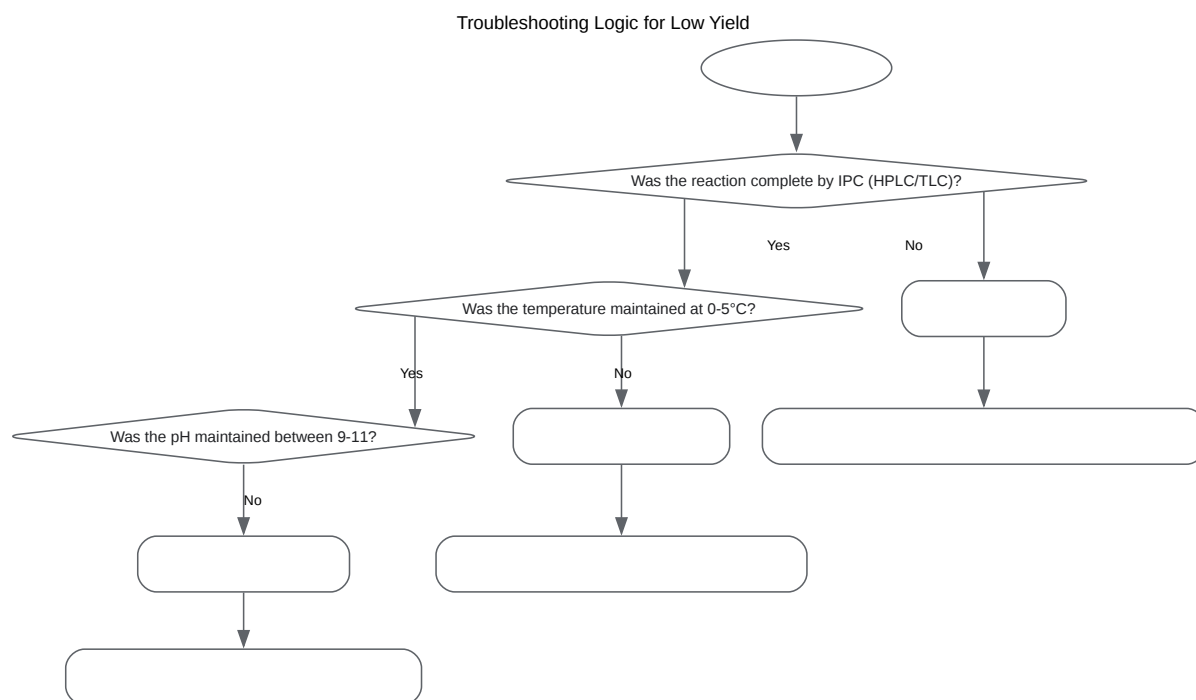 Troubleshooting Logic for Low Yield
Was the reaction complete by IPC (HPLC/TLC)?
Yes
No
Was the temperature maintained at 0-5°C?
Yes
No
Was the pH maintained between 9-11?
No